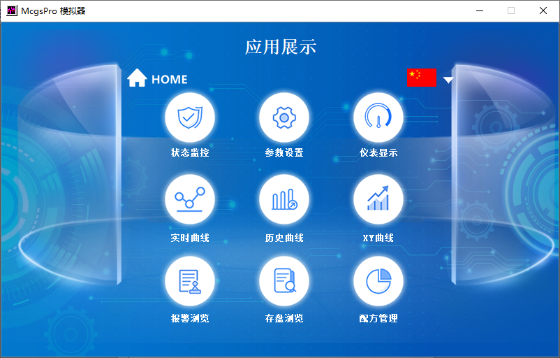 McgsPro 模拟器
应用展示
HOME
状态监控 参数设置 仪表显示
实时曲线 历史曲线 XY曲线
报警浏览 存盘浏览 配方管理